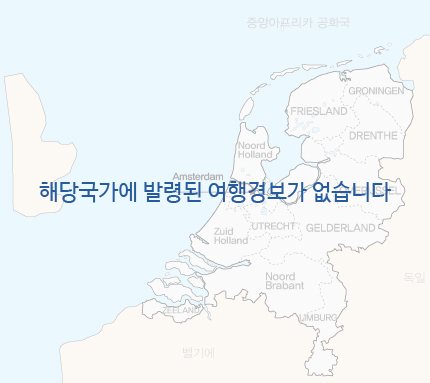 중앙아프리카 공화국
GRONINGEN
FRIESLAND
DRENTHE
Noord
Holland
Amsterdam
해당국가에 발령된 여행경보가 없습니다
UTRECHT
GELDERLAND
Zuid
Holland
Noord
Brabant
독일
ZEELAND
LIMBURG
벨기에